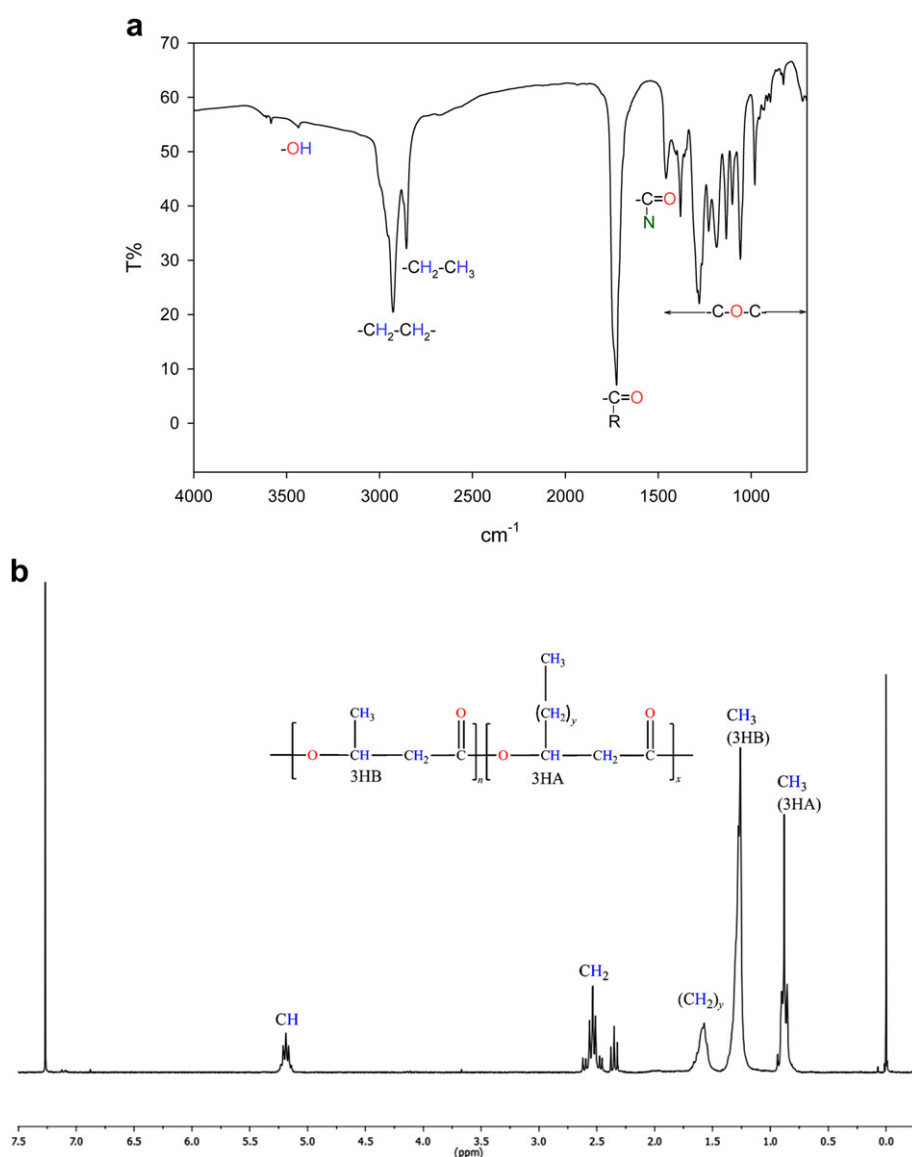 a
70
60
50
40
30
20
10
0
T%
-OH
-CH₂-CH₃
-CH₂-CH₂-
-C=O
R
-C=O
N
-C-O-C-
4000 3500 3000 2500 2000 1500 1000
cm⁻¹
b
CH₃
CH₃
(CH₂)y
O
O
O CH CH₂ C O CH CH₂ C
3HB
n
3HA
x
CH₃
(3HB)
CH₃
(3HA)
CH
CH₂
(CH₂)y
7.5 7.0 6.5 6.0 5.5 5.0 4.5 4.0 3.5 3.0 2.5 2.0 1.5 1.0 0.5 0.0
(ppm)